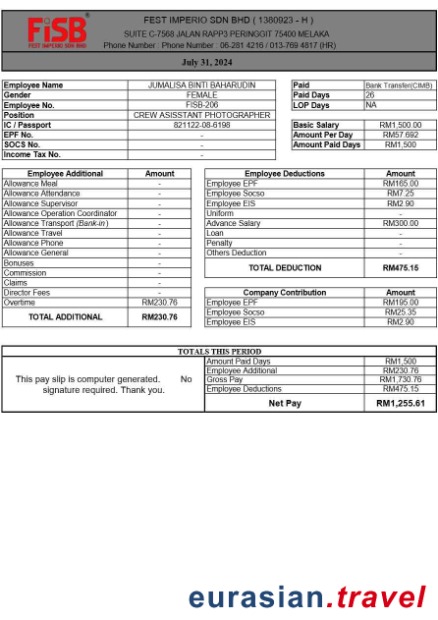 FiSB®
FEST IMPERIO SDN BHD
FEST IMPERIO SDN BHD ( 1380923 - H )
SUITE C-7568 JALAN RAPP3 PERINGGIT 75400 MELAKA
Phone Number : Phone Number : 06-281 4216 / 013-769 4817 (HR)
July 31, 2024
Employee Name JUMALISA BINTI BAHARUDIN Paid Bank Transfer(CIMB)
Gender FEMALE Paid Days 26
Employee No. FISB-206 LOP Days NA
Position CREW ASISSTANT PHOTOGRAPHER
IC / Passport 821122-08-6198 Basic Salary RM1,500.00
EPF No. - Amount Per Day RM57.692
SOCS No. - Amount Paid Days RM1,500
Income Tax No. -
Employee Additional Amount
Allowance Meal -
Allowance Attendance -
Allowance Supervisor -
Allowance Operation Coordinator -
Allowance Transport (Bank-in) -
Allowance Travel -
Allowance Phone -
Allowance General -
Bonuses -
Commission -
Claims -
Director Fees -
Overtime RM230.76
TOTAL ADDITIONAL RM230.76
Employee Deductions Amount
Employee EPF RM165.00
Employee Socso RM7.25
Employee EIS RM2.90
Uniform -
Advance Salary RM300.00
Loan -
Penalty -
Others Deduction -
TOTAL DEDUCTION RM475.15
Company Contribution Amount
Employee EPF RM195.00
Employee Socso RM25.35
Employee EIS RM2.90
TOTALS THIS PERIOD
This pay slip is computer generated. No
signature required. Thank you.
Amount Paid Days RM1,500
Employee Additional RM230.76
Gross Pay RM1,730.76
Employee Deductions RM475.15
Net Pay RM1,255.61
eurasian.travel